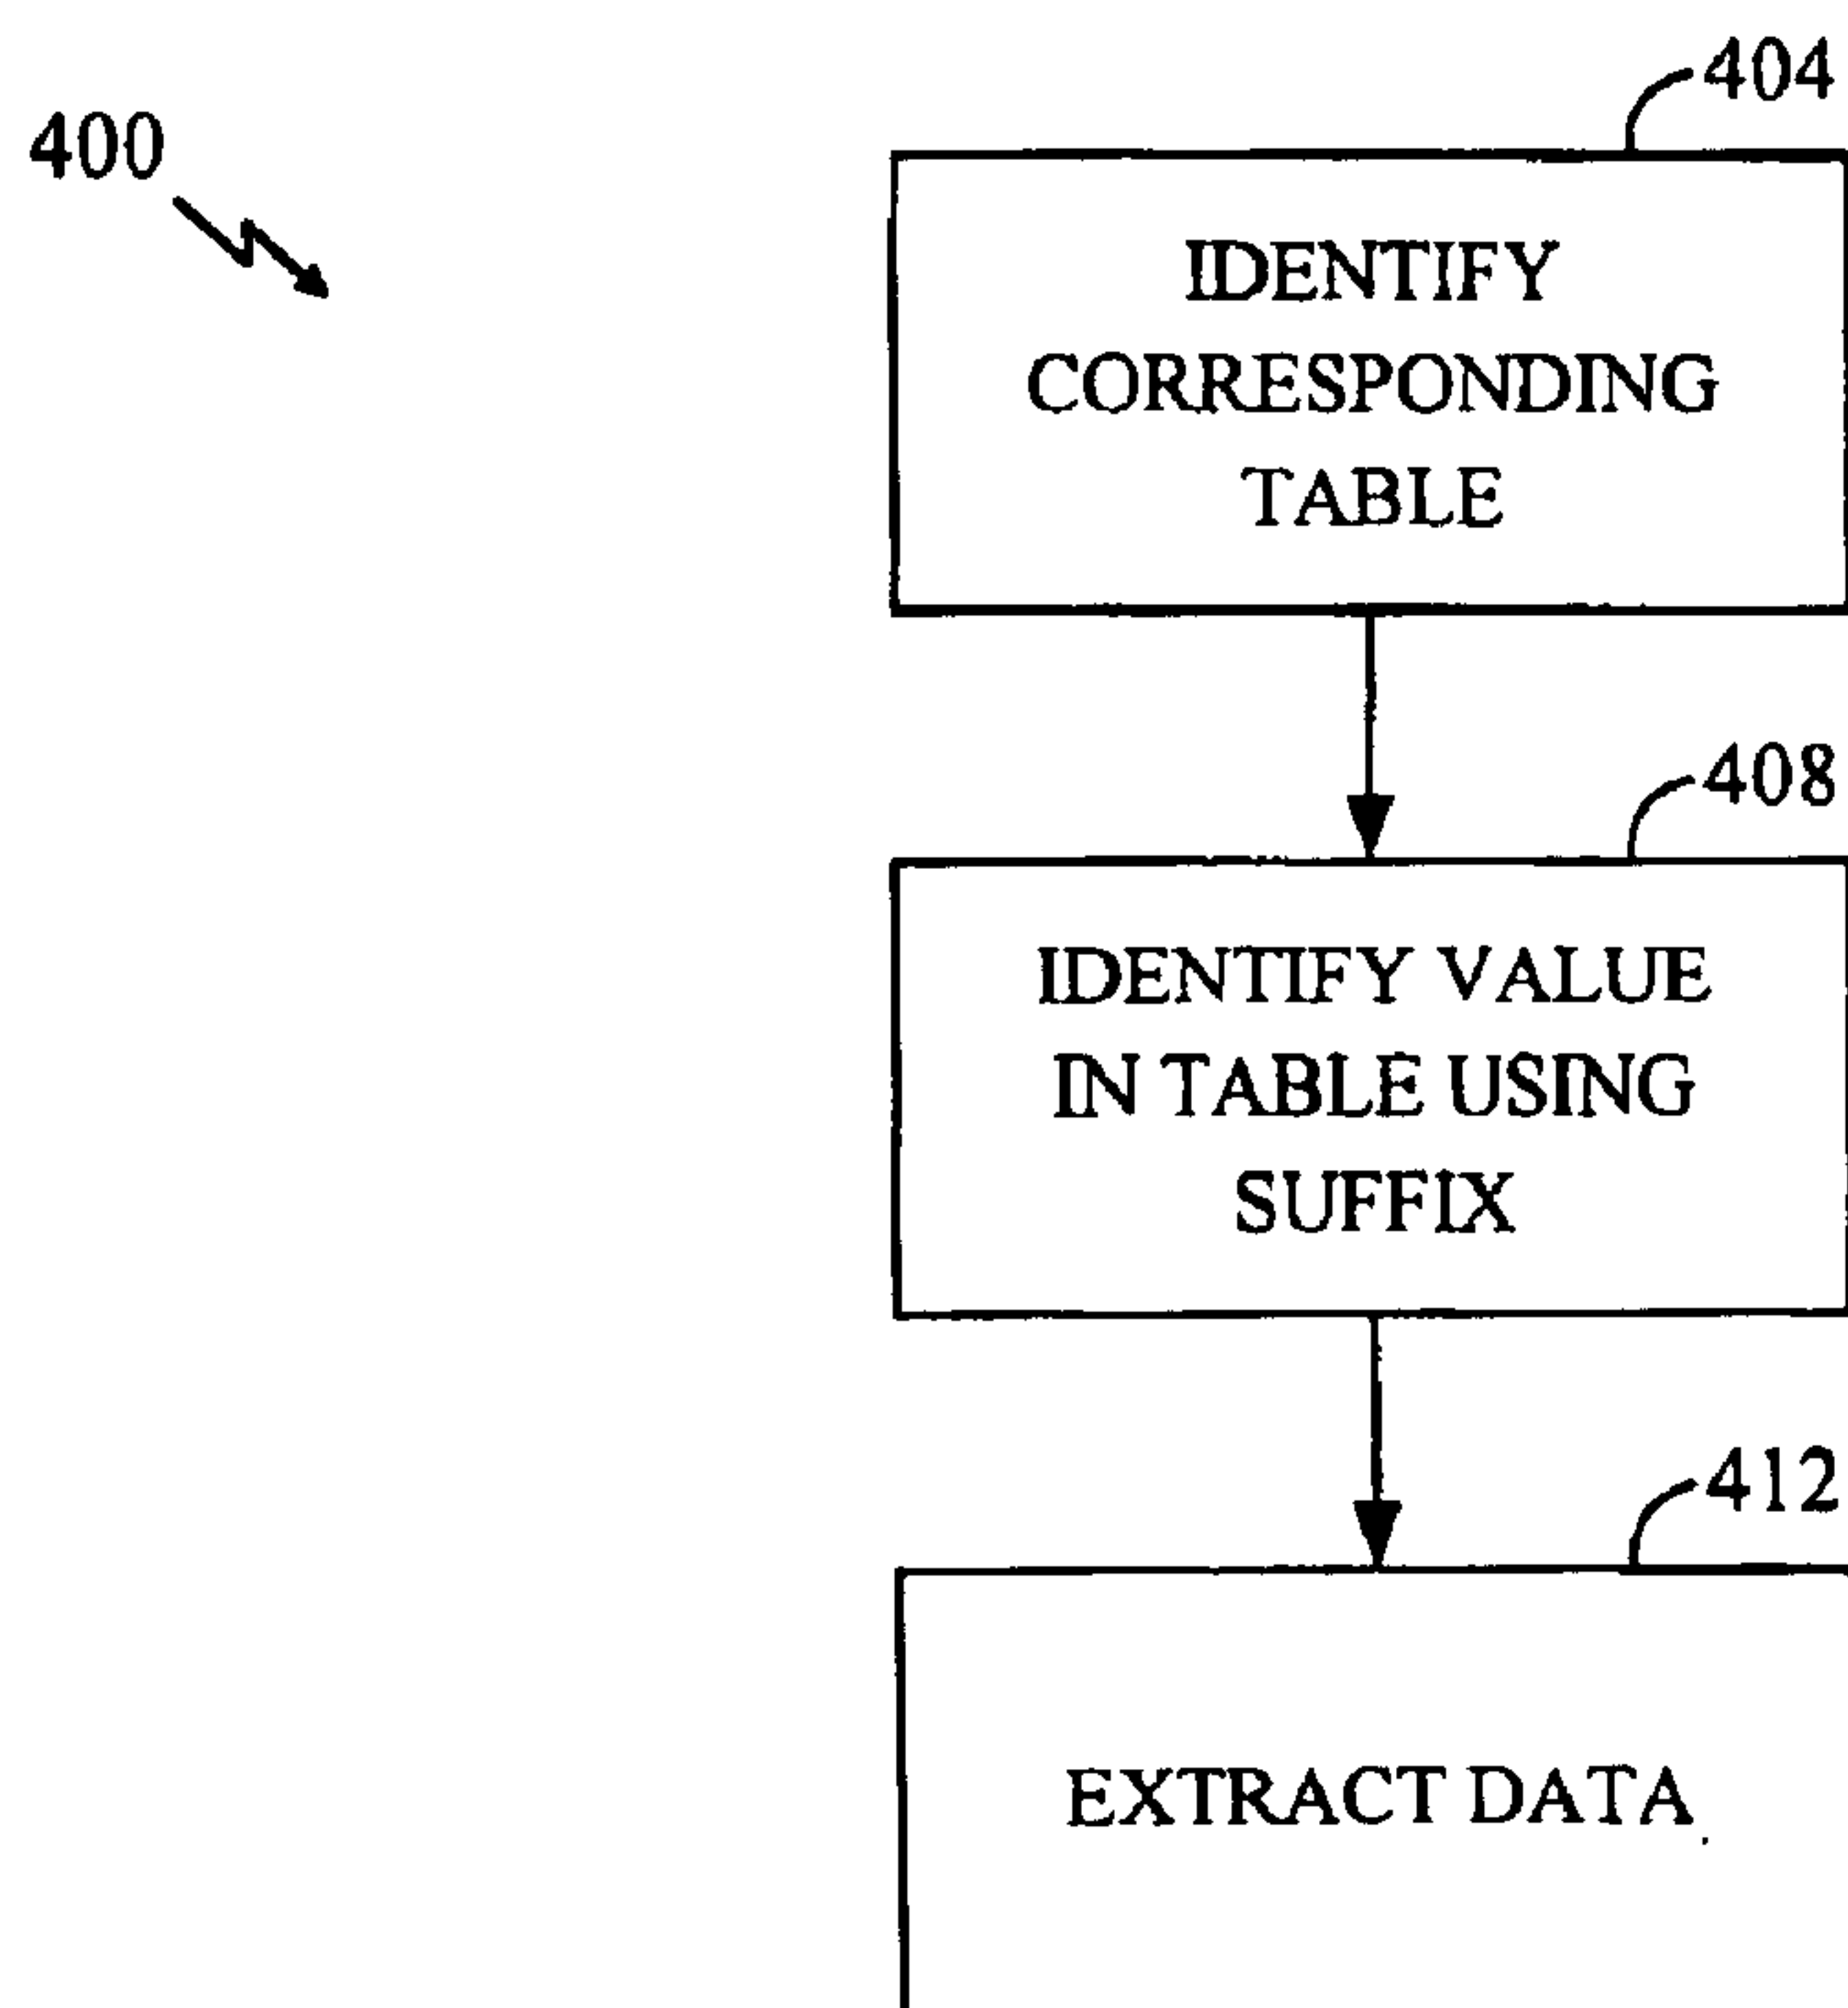 400
404
IDENTIFY
CORRESPONDING
TABLE
408
IDENTIFY VALUE
IN TABLE USING
SUFFIX
412
EXTRACT DATA